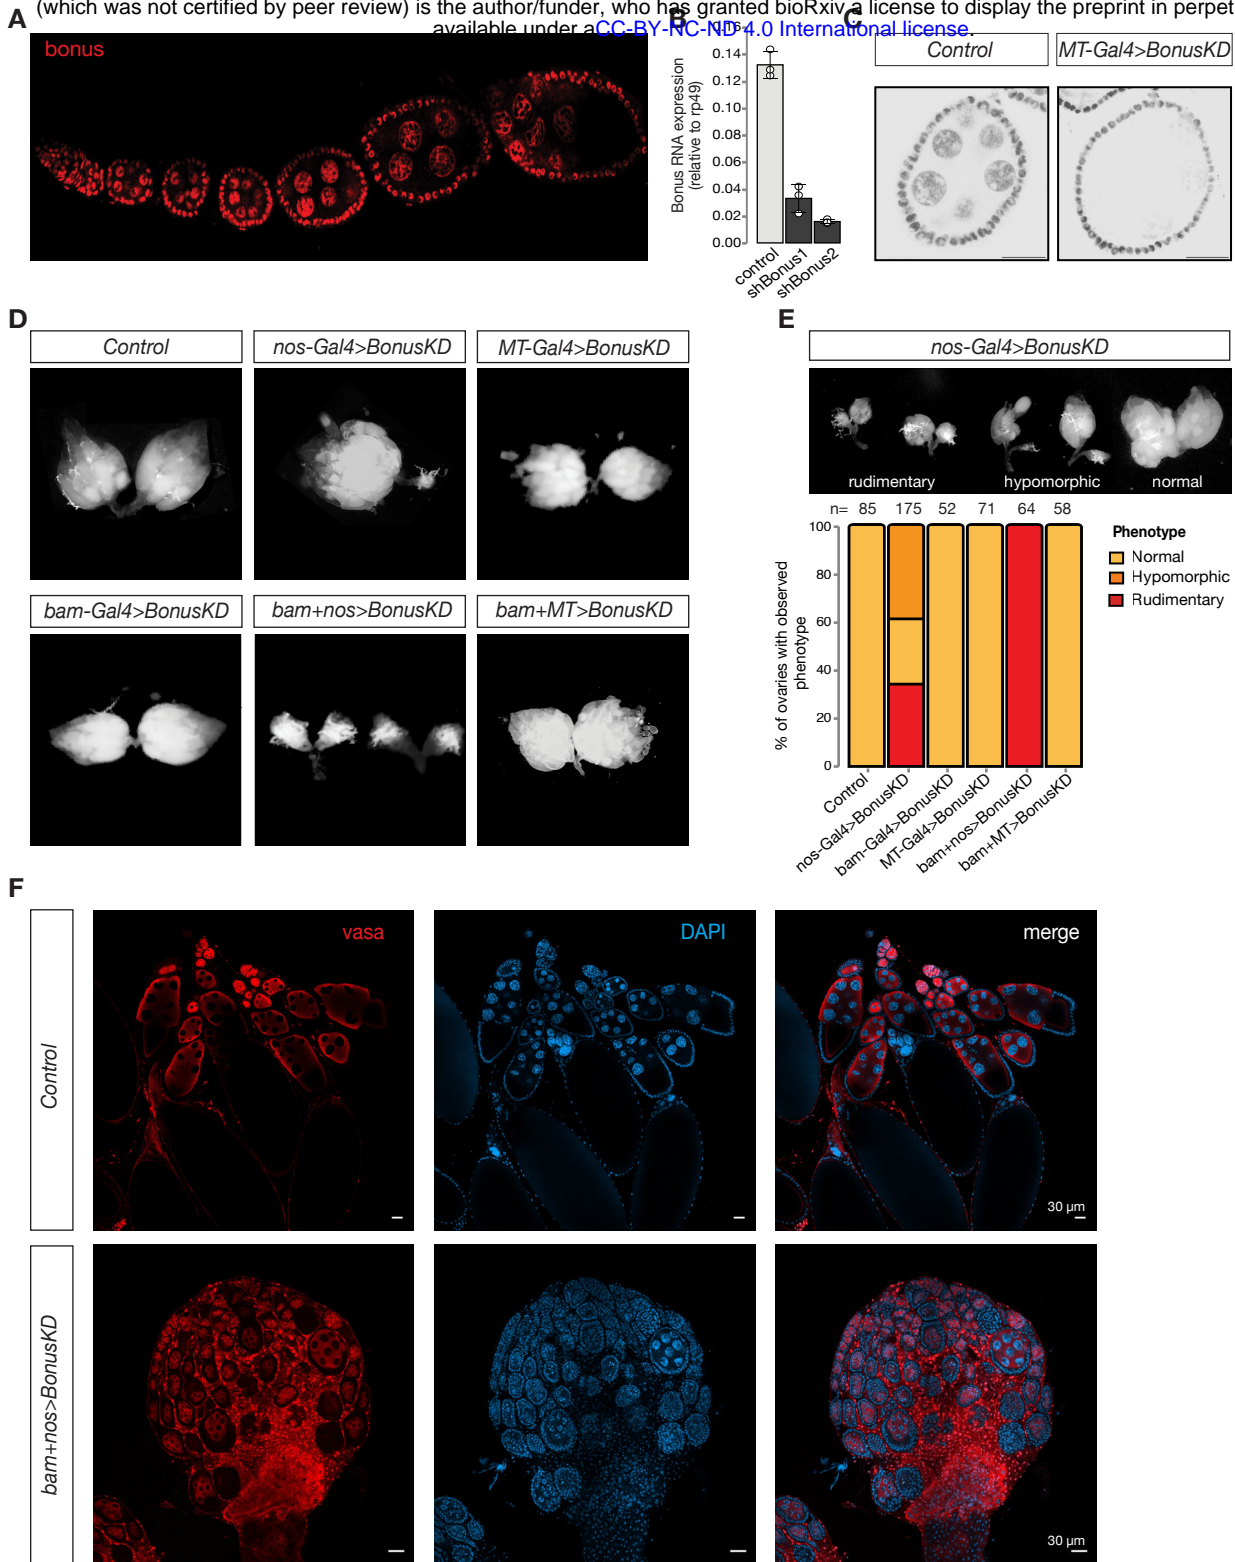 (which was not certified by peer review) is the author/funder, who has granted bioRxiv a license to display the preprint in perpet
available under a CC-BY-NC-ND 4.0 International license.
A
bonus
B
Bonus RNA expression
(relative to rp49)
0.16
0.14
0.12
0.10
0.08
0.06
0.04
0.02
0.00
control
shBonus1
shBonus2
C
Control
MT-Gal4>BonusKD
D
Control
nos-Gal4>BonusKD
MT-Gal4>BonusKD
bam-Gal4>BonusKD
bam+nos>BonusKD
bam+MT>BonusKD
E
nos-Gal4>BonusKD
rudimentary
hypomorphic
normal
n= 85 175 52 71 64 58
% of ovaries with observed
phenotype
100
80
60
40
20
0
Control
nos-Gal4>BonusKD
bam-Gal4>BonusKD
MT-Gal4>BonusKD
bam+nos>BonusKD
bam+MT>BonusKD
Phenotype
Normal
Hypomorphic
Rudimentary
F
Control
vasa
DAPI
merge
30 µm
bam+nos>BonusKD
30 µm